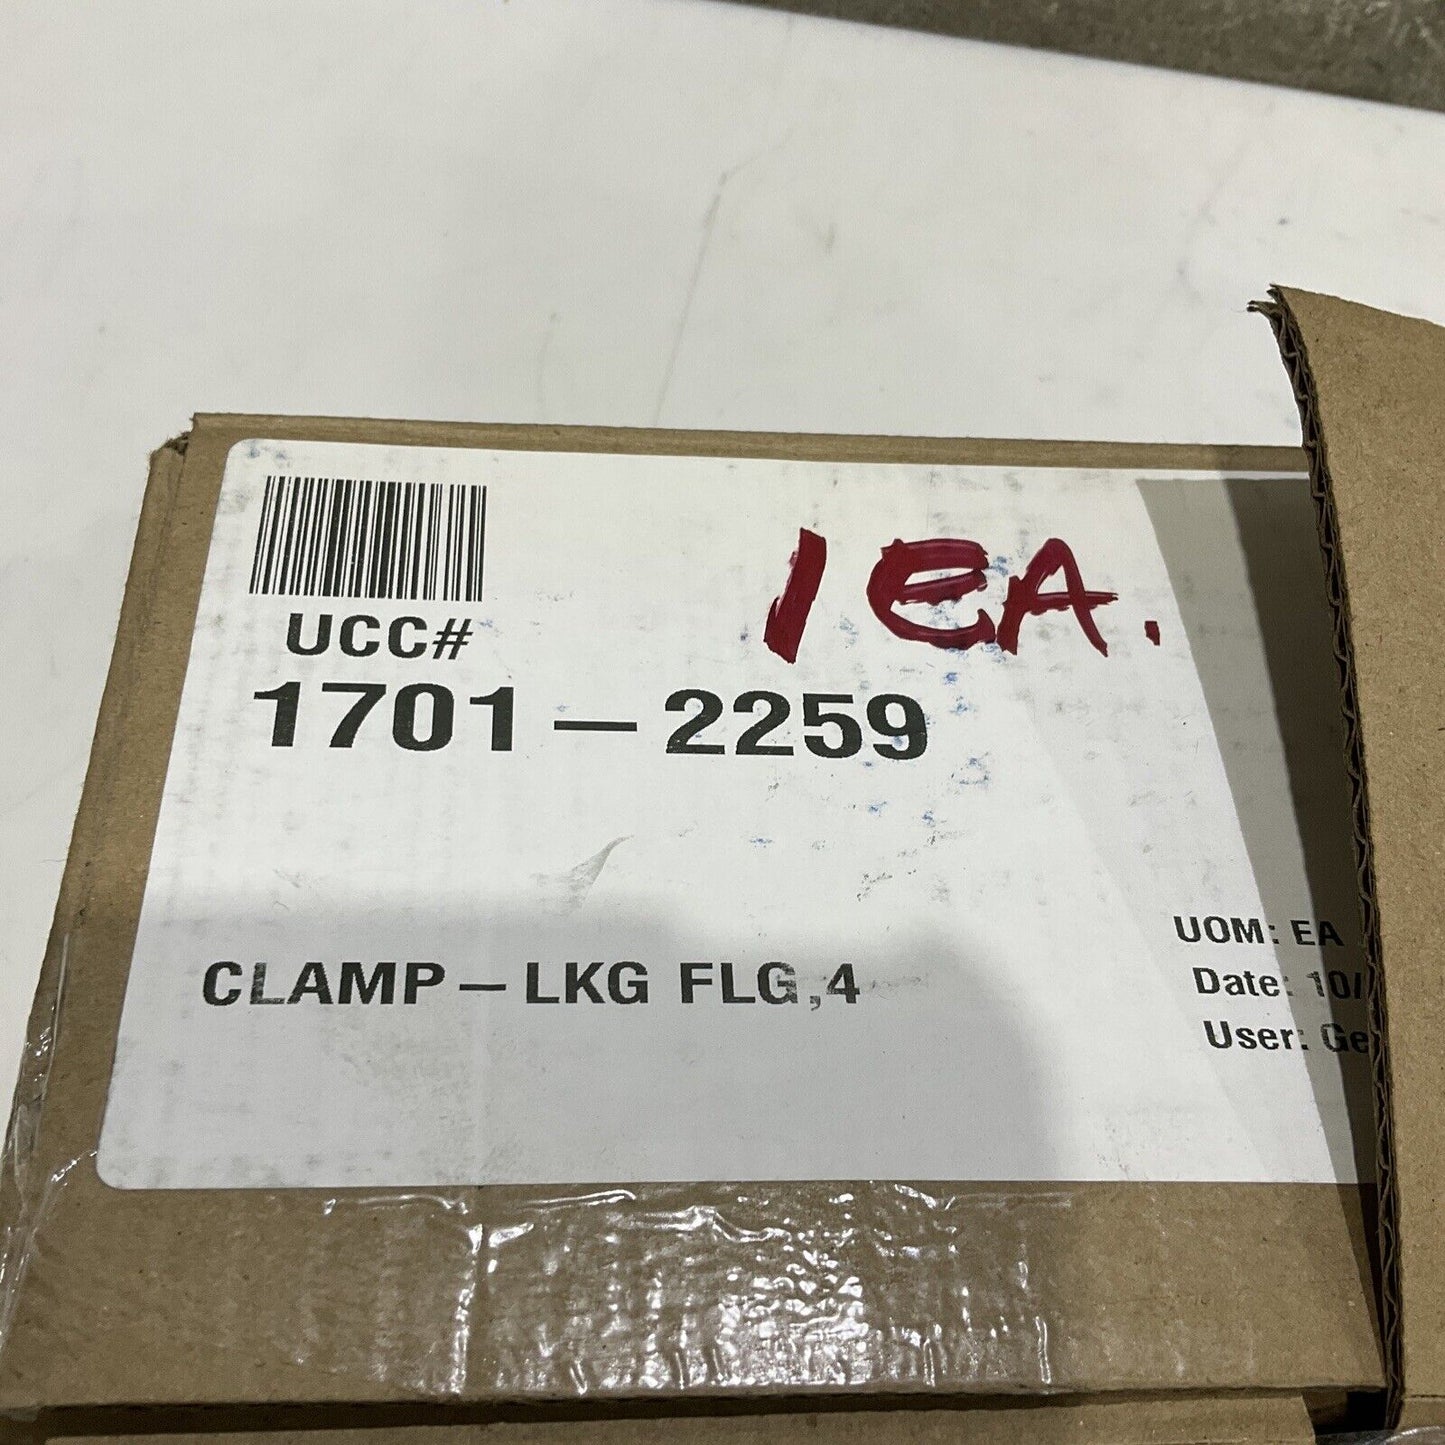 1 EA.
UCC#
1701-2259
CLAMP-LKG FLG,4
UOM: EA
Date: 10/
User: Ge